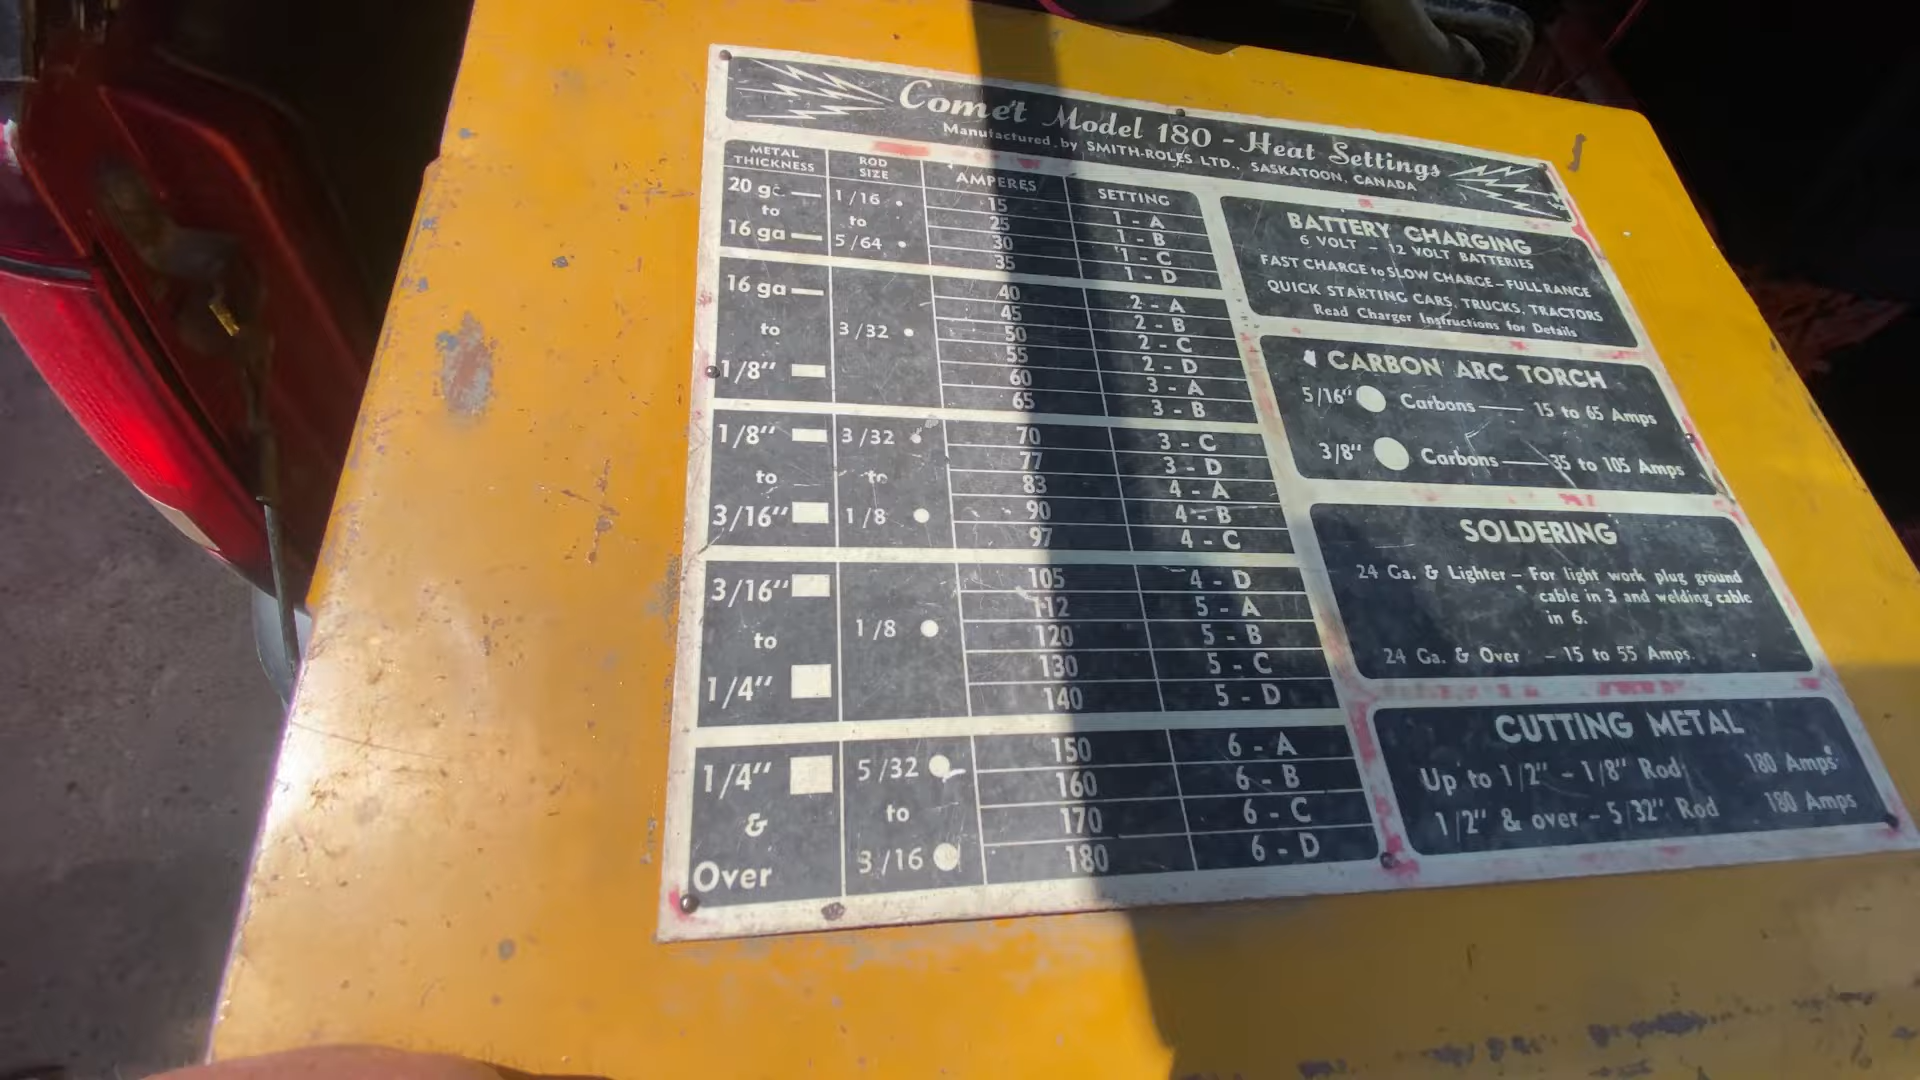 Comet Model 180 - Heat Settings
Manufactured by SMITH-ROLES LTD., SASKATOON, CANADA
METAL THICKNESS
ROD SIZE
AMPERES
SETTING
20 ga
to
16 ga
1/16
to
5/64
15 1 - A
25 1 - B
30 1 - C
35 1 - D
16 ga
to
1/8"
3/32
40 2 - A
45 2 - B
50 2 - C
55 2 - D
60 3 - A
65 3 - B
1/8"
to
3/16"
3/32
to
1/8
70 3 - C
77 3 - D
83 4 - A
90 4 - B
97 4 - C
3/16"
to
1/4"
1/8
105 4 - D
112 5 - A
120 5 - B
130 5 - C
140 5 - D
1/4"
&
Over
5/32
to
3/16
150 6 - A
160 6 - B
170 6 - C
180 6 - D
BATTERY CHARGING
6 VOLT - 12 VOLT BATTERIES
FAST CHARGE to SLOW CHARGE - FULL RANGE
QUICK STARTING CARS, TRUCKS, TRACTORS
Read Charger Instructions for Details
CARBON ARC TORCH
5/16" Carbons — 15 to 65 Amps
3/8" Carbons — 35 to 105 Amps
SOLDERING
24 Ga. & Lighter - For light work plug ground
cable in 3 and welding cable
in 6.
24 Ga. & Over - 15 to 55 Amps.
CUTTING METAL
Up to 1/2" - 1/8" Rod 180 Amps
1/2" & over - 5/32" Rod 180 Amps